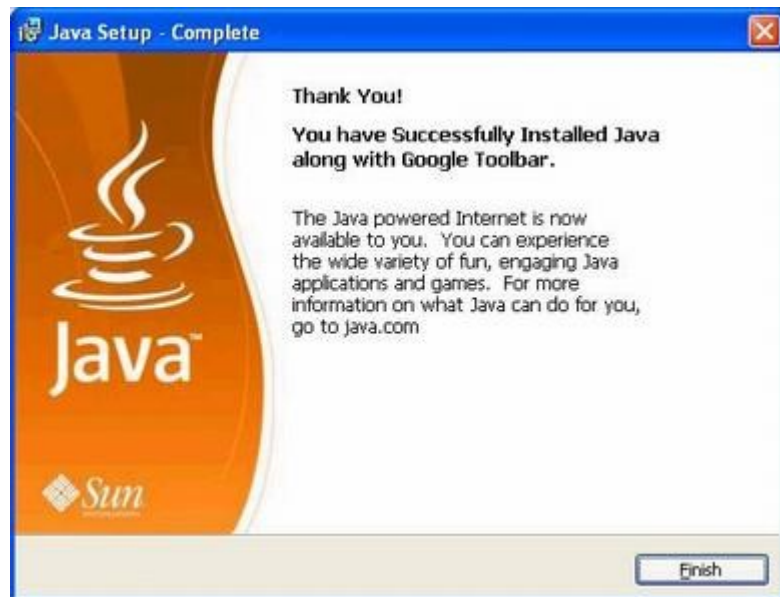 Java Setup - Complete
Thank You!
You have Successfully Installed Java
along with Google Toolbar.
The Java powered Internet is now
available to you. You can experience
the wide variety of fun, engaging Java
applications and games. For more
information on what Java can do for you,
go to java.com
Java™
Sun
Finish